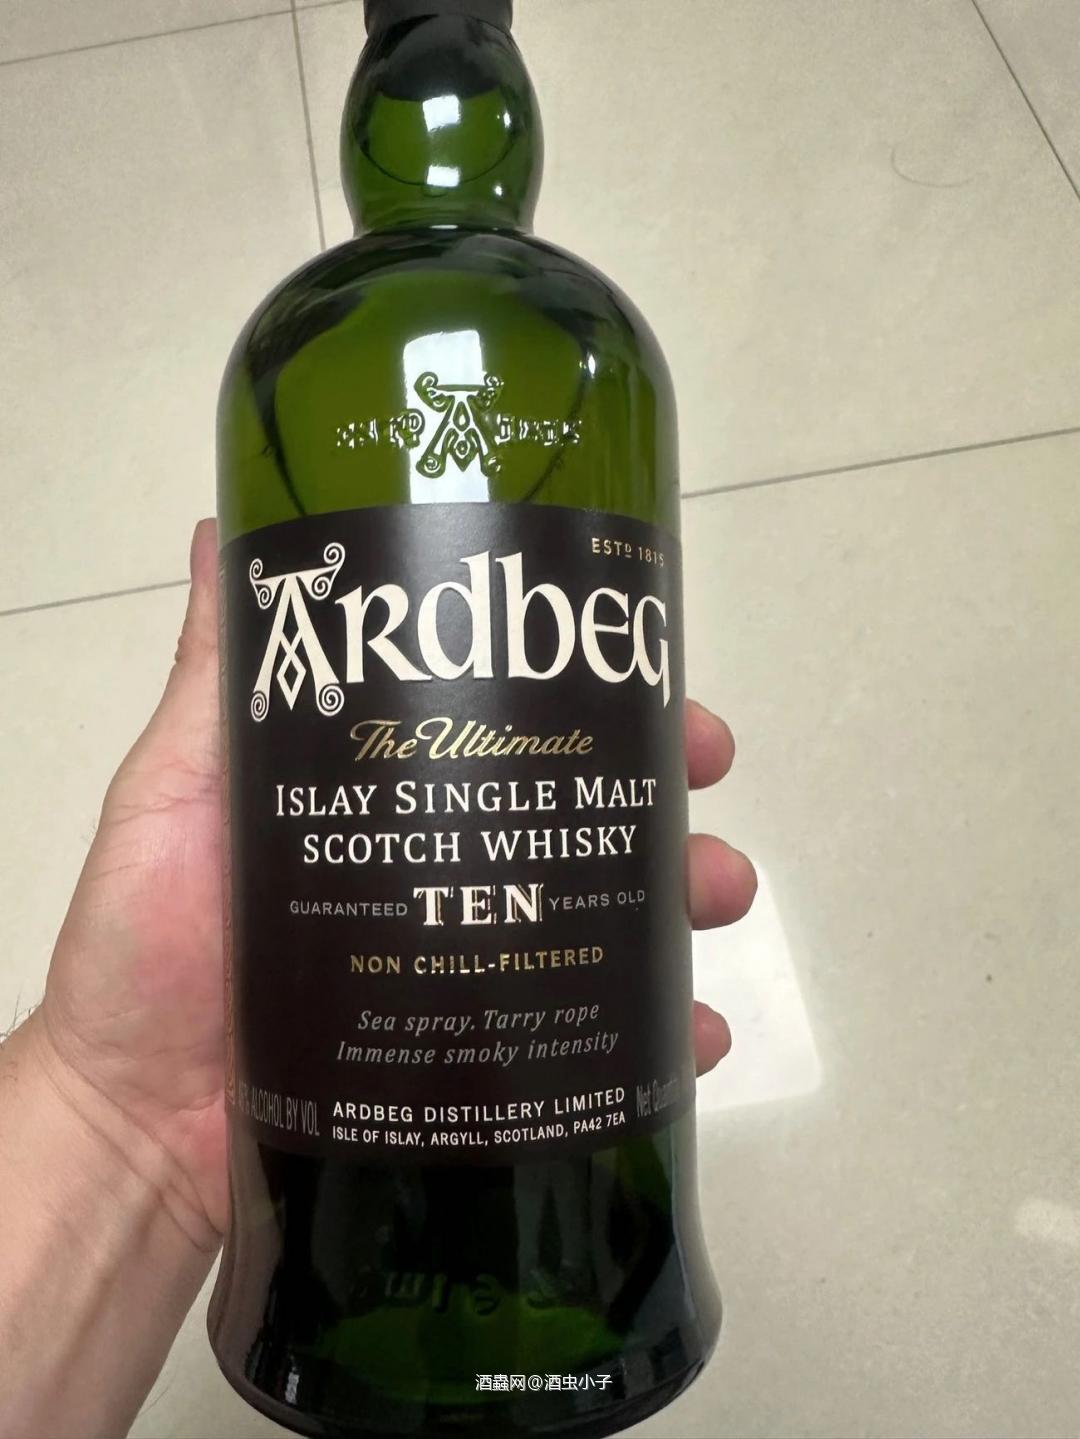 ESTD 1815
ARDBEG
The Ultimate
ISLAY SINGLE MALT
SCOTCH WHISKY
GUARANTEED TEN YEARS OLD
NON CHILL-FILTERED
Sea spray. Tarry rope
Immense smoky intensity
ALCOHOL BY VOL
ARDBEG DISTILLERY LIMITED
Net
ISLE OF ISLAY, ARGYLL, SCOTLAND, PA42 7EA
酒蟲网@酒虫小子